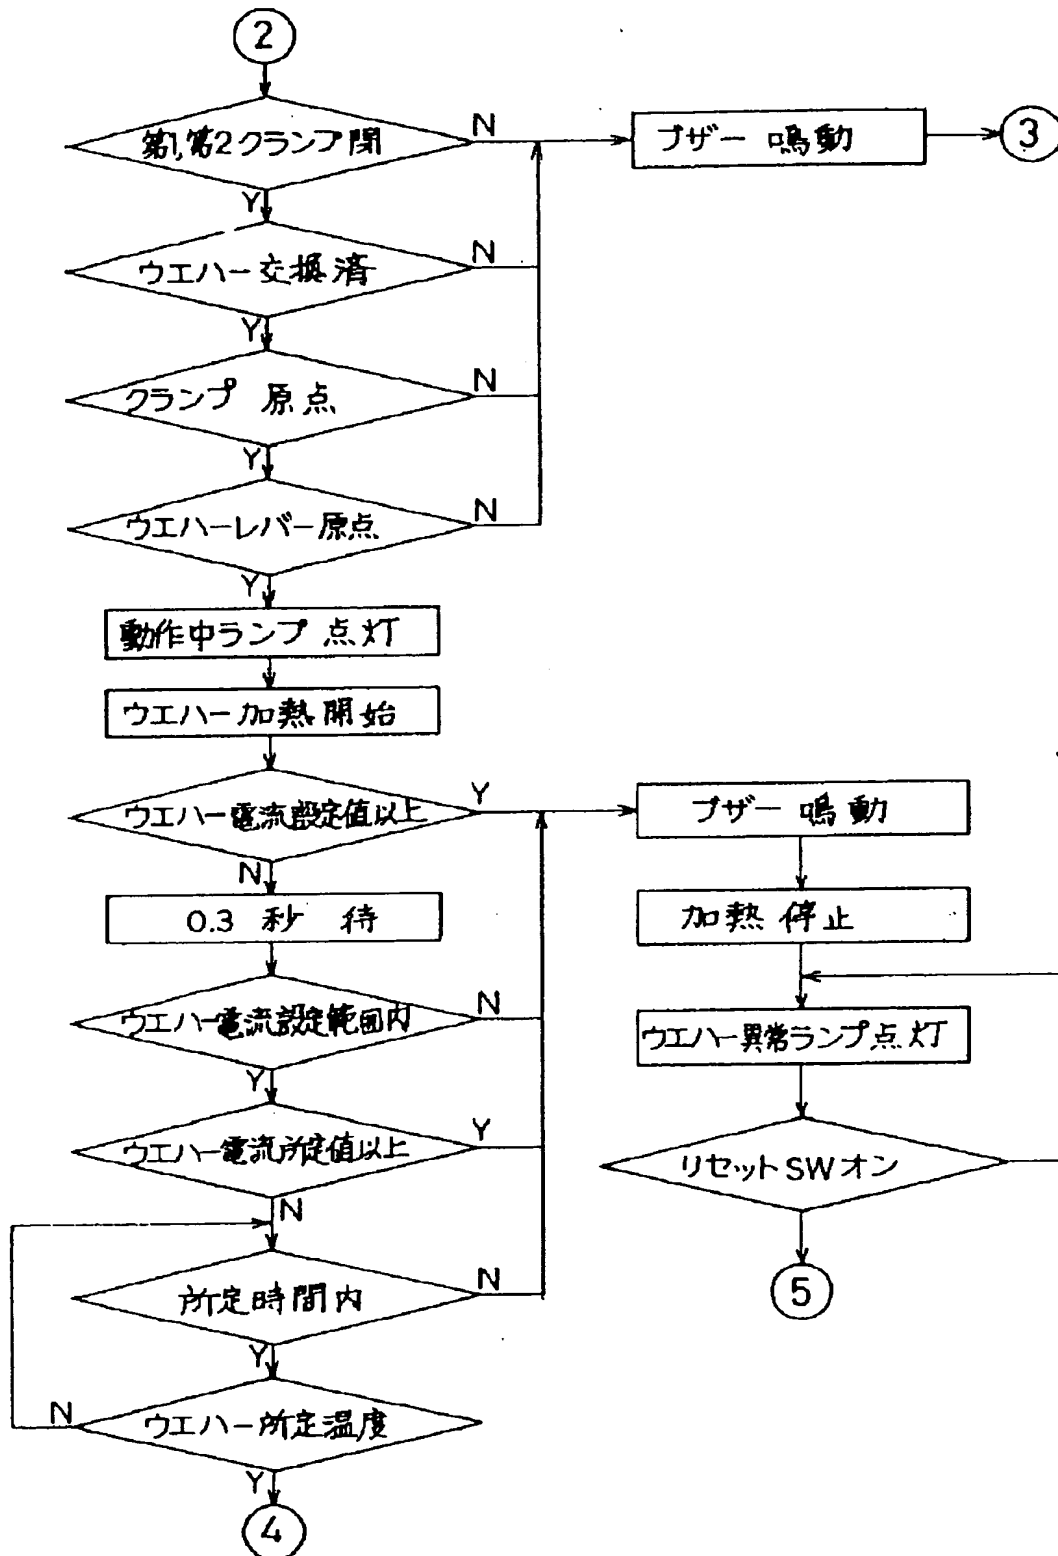 2
第1,第2クランプ開
N
ブザー 鳴動
3
Y
ウエハー交換済
N
Y
クランプ 原点
N
Y
ウエハーレバー原点
N
Y
動作中ランプ 点灯
ウエハー加熱開始
ウエハー電流設定値以上
Y
ブザー 鳴動
N
0.3 秒 待
加熱停止
ウエハー電流設定範囲内
N
ウエハー異常ランプ点灯
Y
ウエハー電流所定値以上
Y
リセットSWオン
N
所定時間内
N
5
Y
ウエハー所定温度
N
Y
4